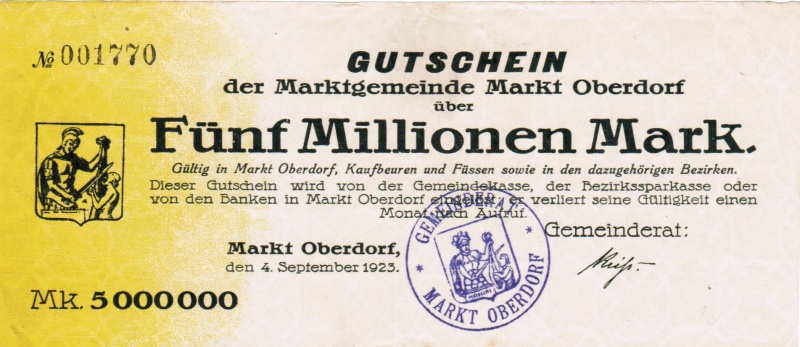 № 001770
GUTSCHEIN
der Marktgemeinde Markt Oberdorf
über
Fünf Millionen Mark.
Gültig in Markt Oberdorf, Kaufbeuren und Füssen sowie in den dazugehörigen Bezirken.
Dieser Gutschein wird von der Gemeindekasse, der Bezirkssparkasse oder
von den Banken in Markt Oberdorf eingelöst, er verliert seine Gültigkeit einen
Monat nach Aufruf.
Gemeinderat:
Markt Oberdorf,
den 4. September 1923.
GEMEINDERAT
* MARKT OBERDORF *
Mk. 5000000